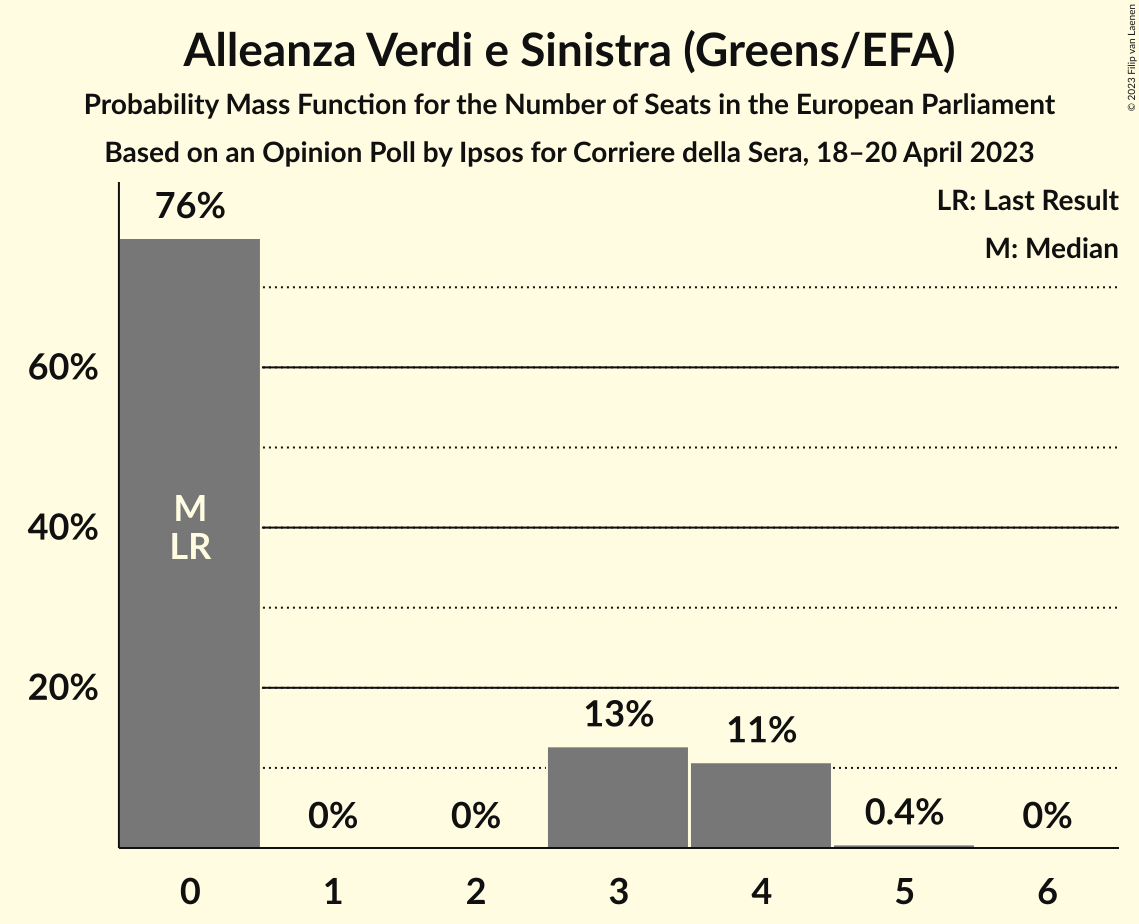 Alleanza Verdi e Sinistra (Greens/EFA)
Probability Mass Function for the Number of Seats in the European Parliament
Based on an Opinion Poll by Ipsos for Corriere della Sera, 18–20 April 2023
© 2023 Filip van Laenen
LR: Last Result
M: Median
76%
60%
40%
20%
M
LR
0%
0%
13%
11%
0.4%
0%
0
1
2
3
4
5
6